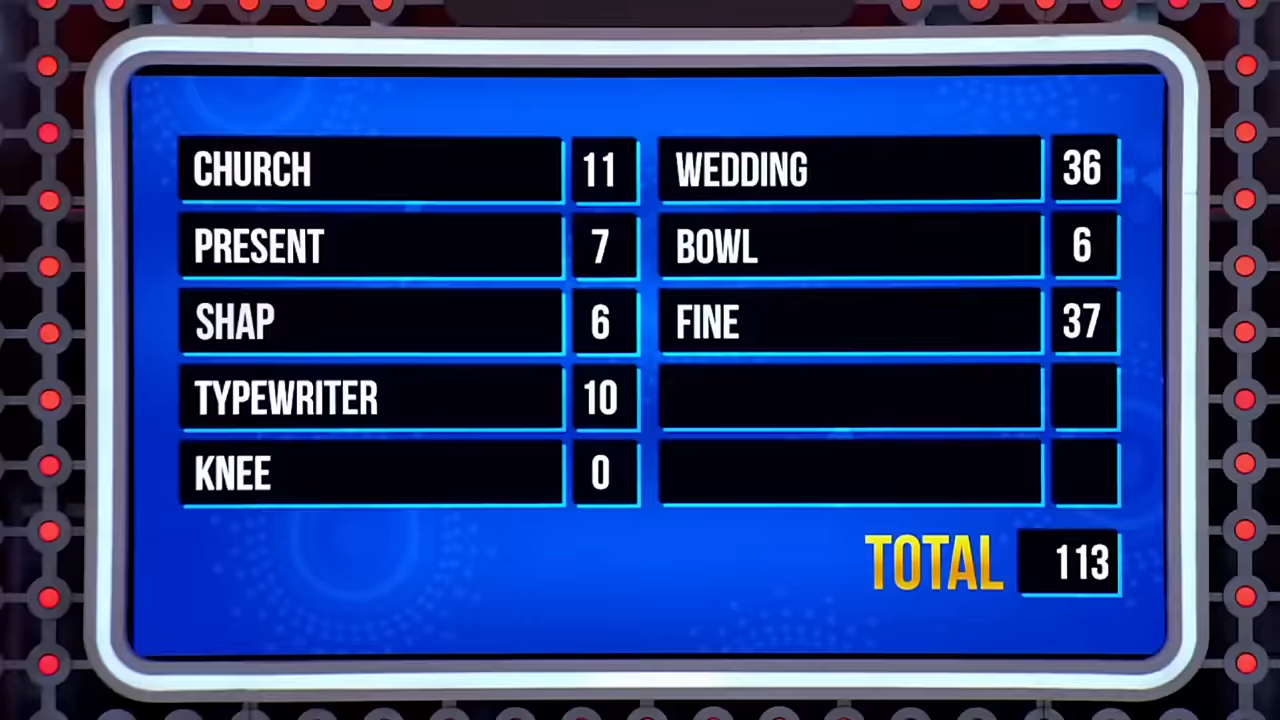 CHURCH 11
PRESENT 7
SHAP 6
TYPEWRITER 10
KNEE 0
WEDDING 36
BOWL 6
FINE 37
TOTAL 113